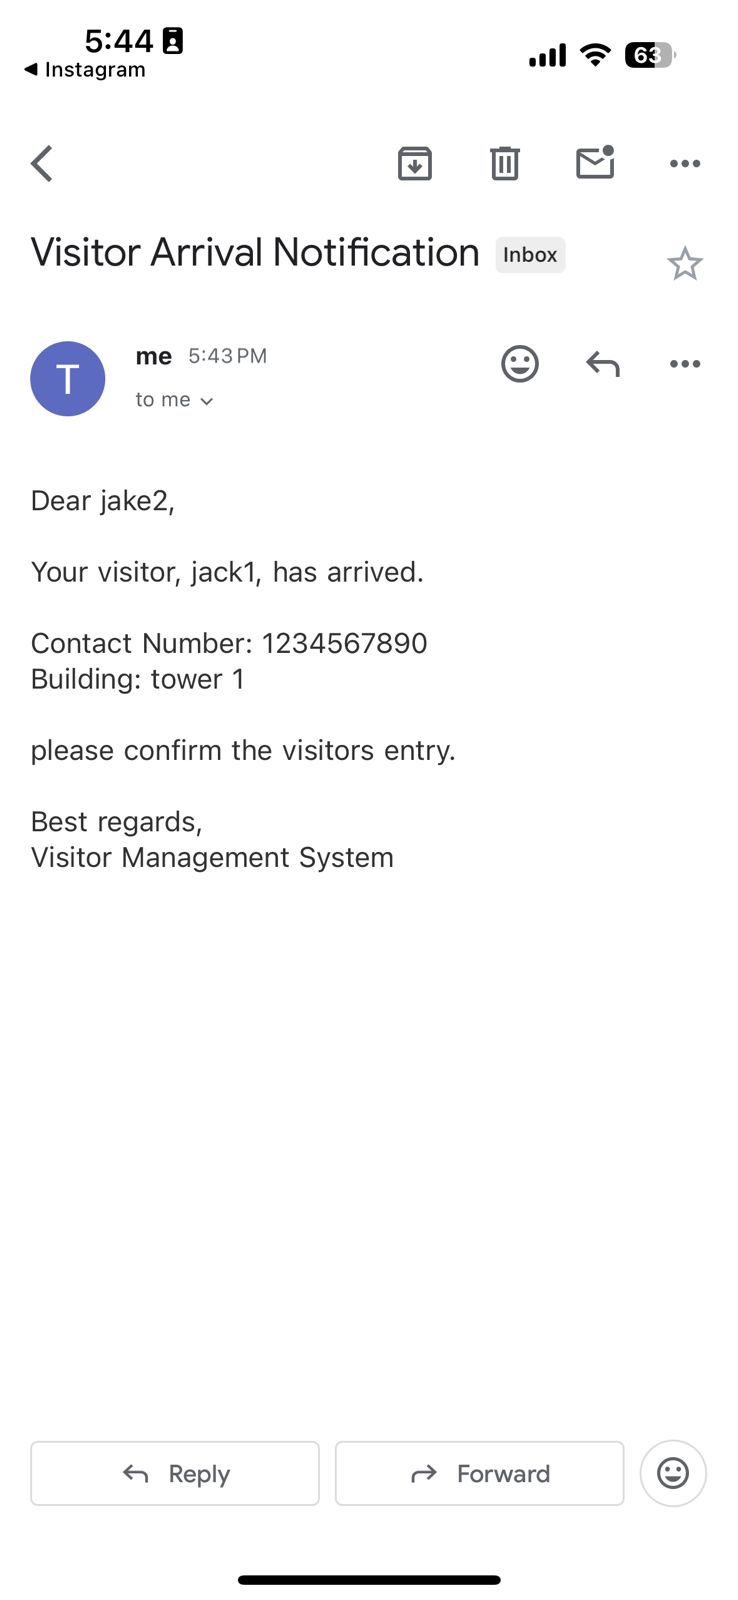 5:44
◀ Instagram
63
Visitor Arrival Notification Inbox
T
me 5:43 PM
to me
Dear jake2,
Your visitor, jack1, has arrived.
Contact Number: 1234567890
Building: tower 1
please confirm the visitors entry.
Best regards,
Visitor Management System
Reply
Forward